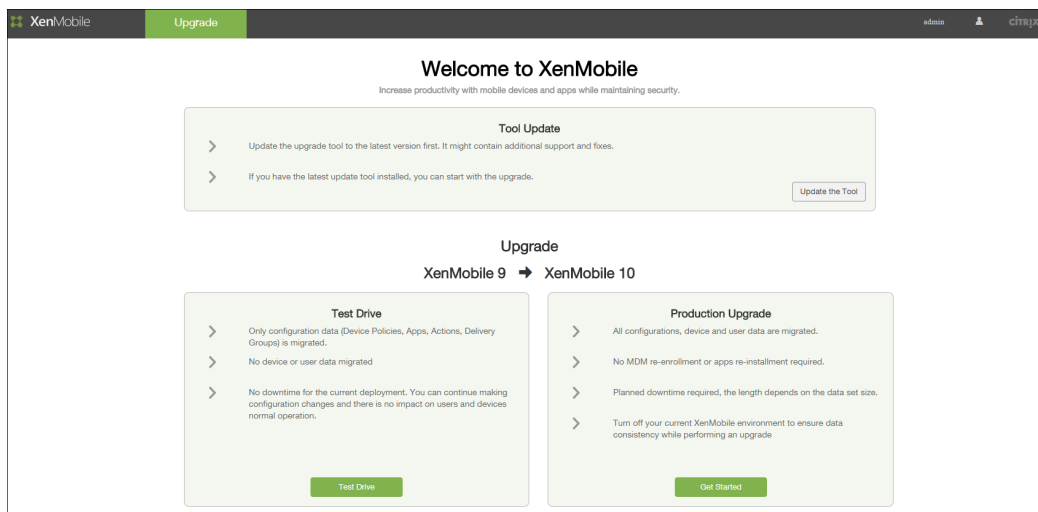 XenMobile
Upgrade
admin
CİTRIX
Welcome to XenMobile
Increase productivity with mobile devices and apps while maintaining security.
Tool Update
Update the upgrade tool to the latest version first. It might contain additional support and fixes.
If you have the latest update tool installed, you can start with the upgrade.
Update the Tool
Upgrade
XenMobile 9 ➔ XenMobile 10
Test Drive
Only configuration data (Device Policies, Apps, Actions, Delivery
Groups) is migrated.
No device or user data migrated
No downtime for the current deployment. You can continue making
configuration changes and there is no impact on users and devices
normal operation.
Test Drive
Production Upgrade
All configurations, device and user data are migrated.
No MDM re-enrollment or apps re-installment required.
Planned downtime required, the length depends on the data set size.
Turn off your current XenMobile environment to ensure data
consistency while performing an upgrade
Get Started